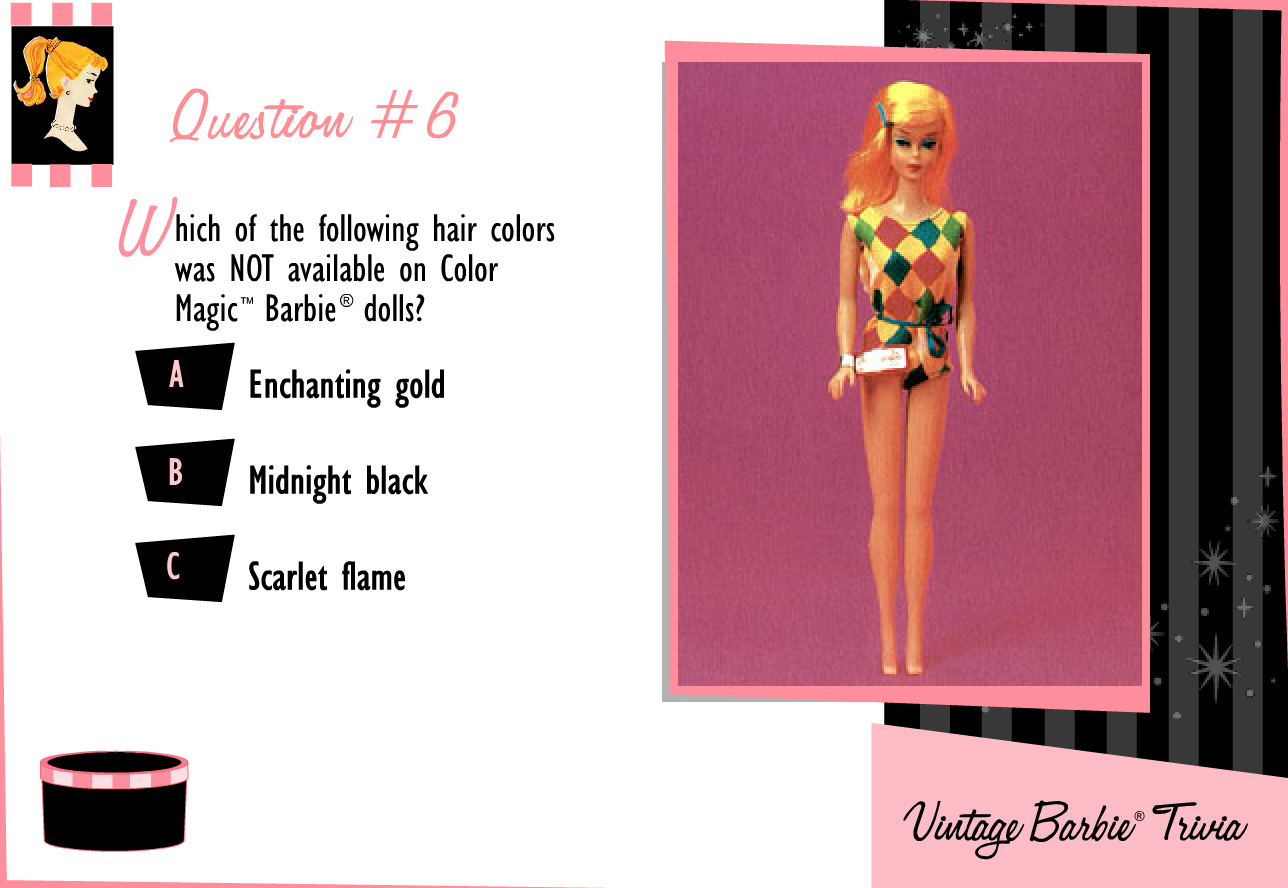 Question #6
Which of the following hair colors
was NOT available on Color
Magic™ Barbie® dolls?
A Enchanting gold
B Midnight black
C Scarlet flame
Vintage Barbie® Trivia